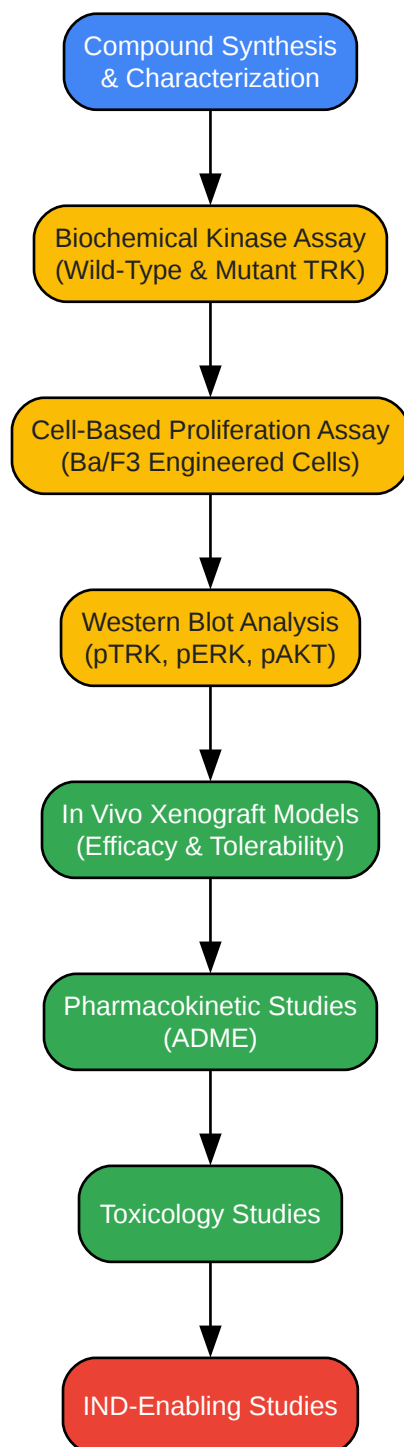 Compound Synthesis
& Characterization
Biochemical Kinase Assay
(Wild-Type & Mutant TRK)
Cell-Based Proliferation Assay
(Ba/F3 Engineered Cells)
Western Blot Analysis
(pTRK, pERK, pAKT)
In Vivo Xenograft Models
(Efficacy & Tolerability)
Pharmacokinetic Studies
(ADME)
Toxicology Studies
IND-Enabling Studies